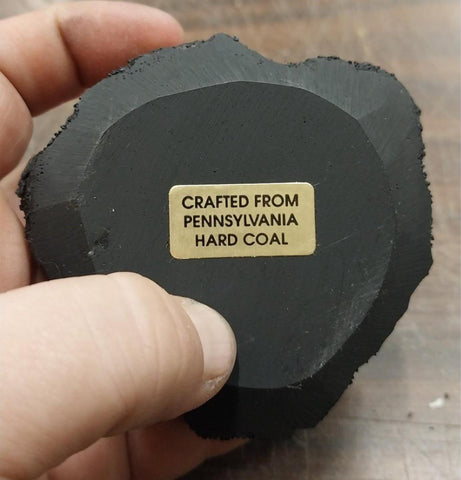 CRAFTED FROM
PENNSYLVANIA
HARD COAL